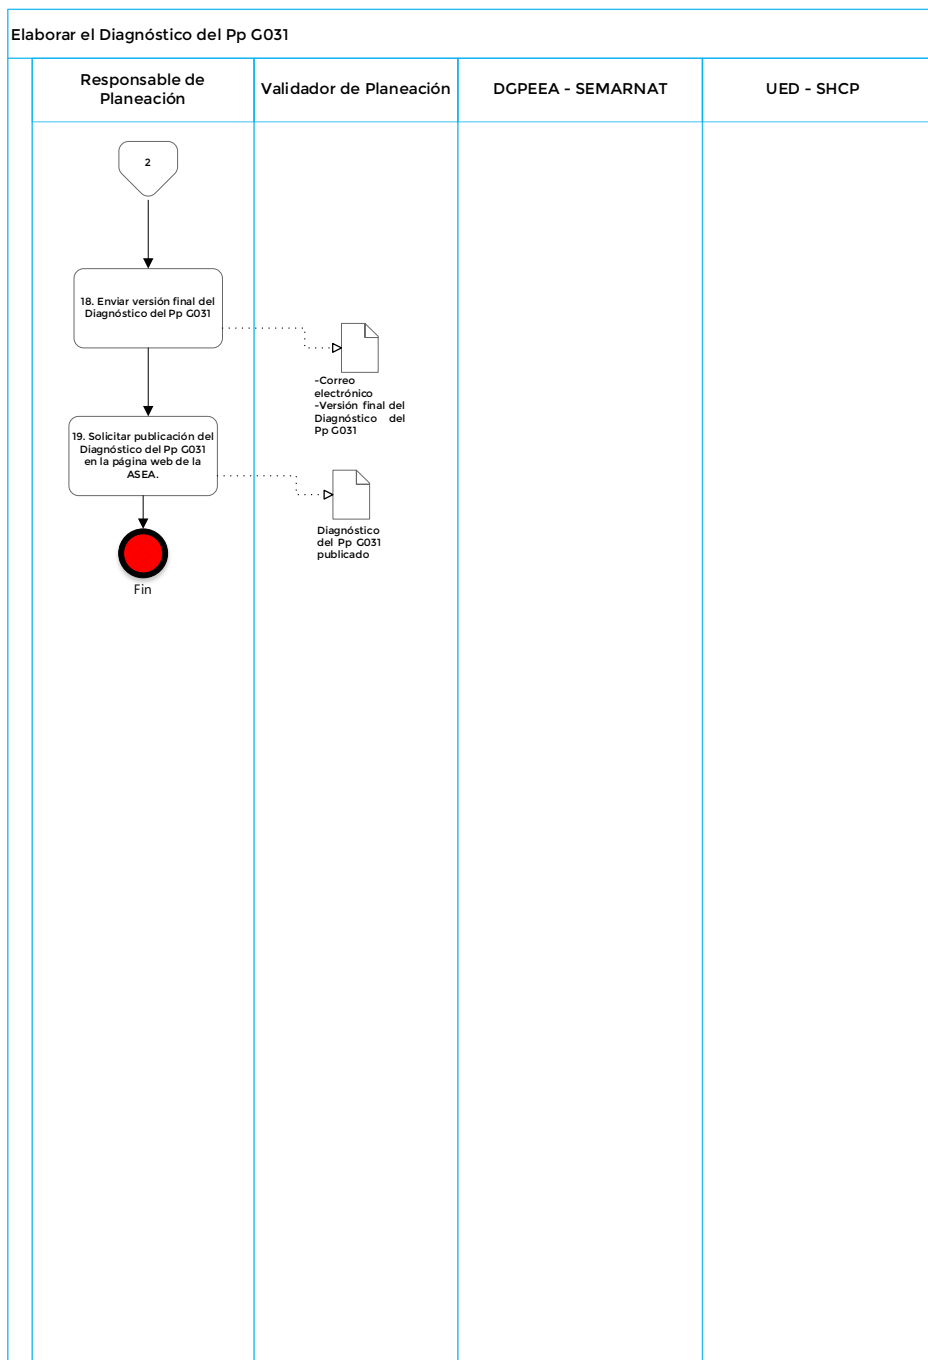 Elaborar el Diagnóstico del Pp G031
Responsable de
Planeación
Validador de Planeación
DGPEEA - SEMARNAT
UED - SHCP
2
18. Enviar versión final del
Diagnóstico del Pp G031
-Correo
electrónico
-Versión final del
Diagnóstico del
Pp G031
19. Solicitar publicación del
Diagnóstico del Pp G031
en la página web de la
ASEA.
Diagnóstico
del Pp G031
publicado
Fin